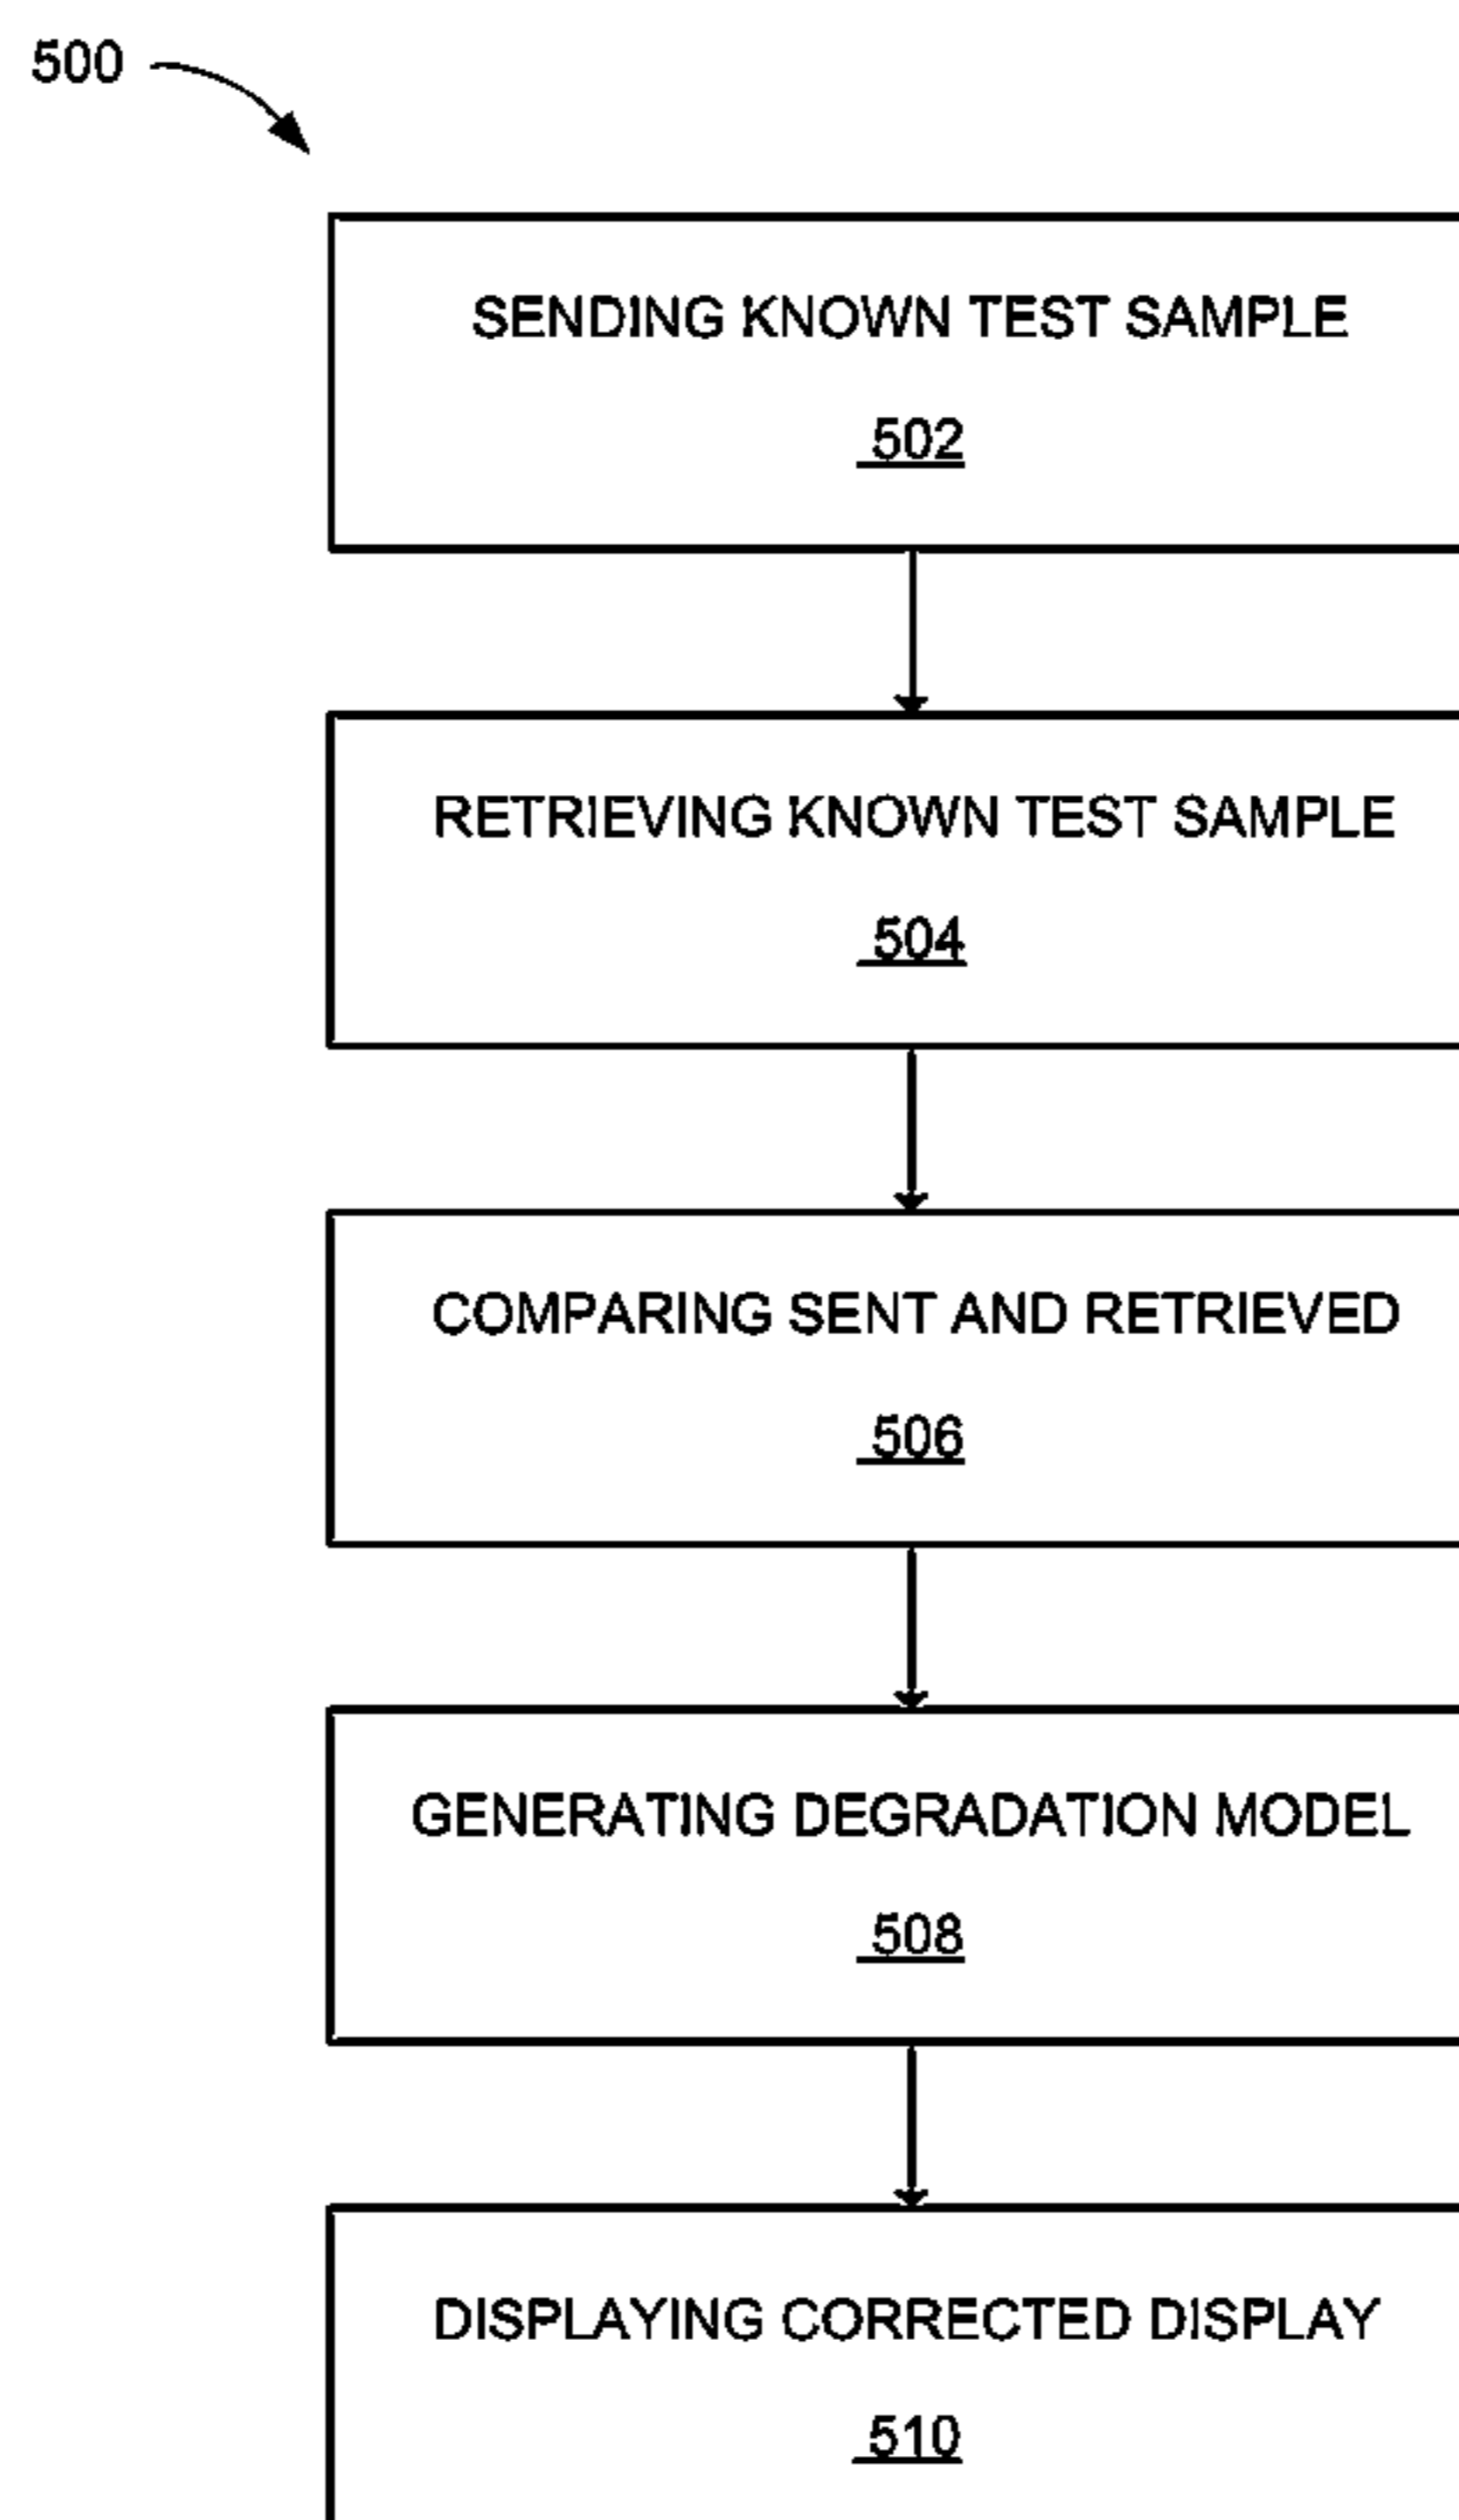 500
SENDING KNOWN TEST SAMPLE
502
RETRIEVING KNOWN TEST SAMPLE
504
COMPARING SENT AND RETRIEVED
506
GENERATING DEGRADATION MODEL
508
DISPLAYING CORRECTED DISPLAY
510